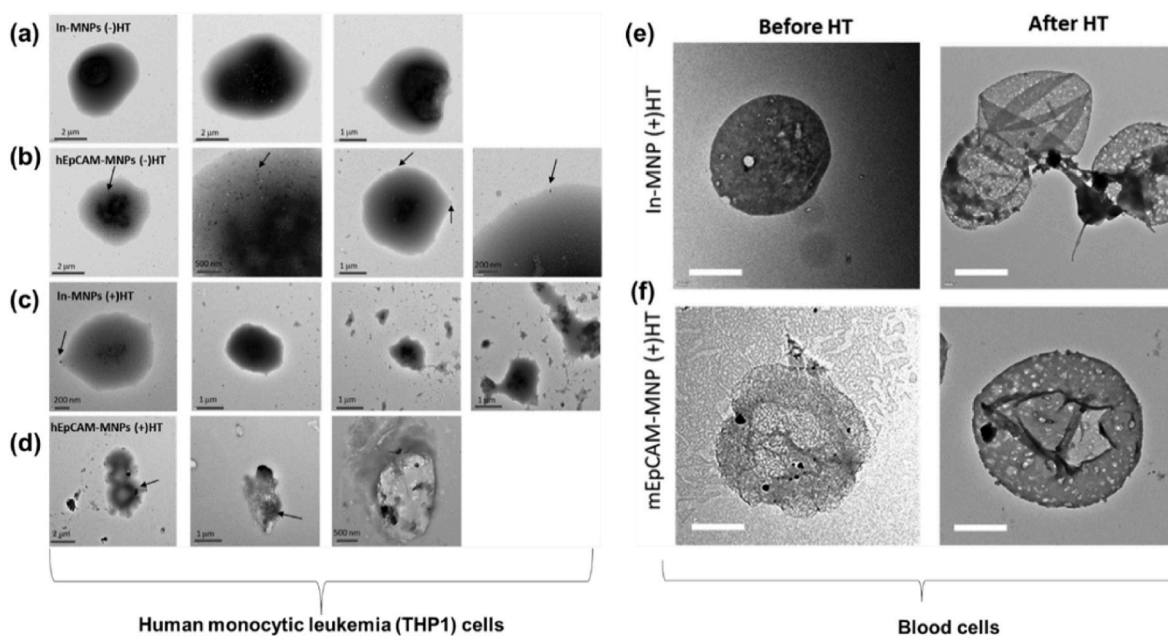 (a)
In-MNPs (-)HT
2 μm
2 μm
1 μm
(b)
hEpCAM-MNPs (-)HT
2 μm
500 nm
1 μm
200 nm
(c)
In-MNPs (+)HT
200 nm
1 μm
1 μm
1 μm
(d)
hEpCAM-MNPs (+)HT
2 μm
1 μm
500 nm
Human monocytic leukemia (THP1) cells
(e)
Before HT
After HT
In-MNP (+)HT
(f)
mEpCAM-MNP (+)HT
Blood cells